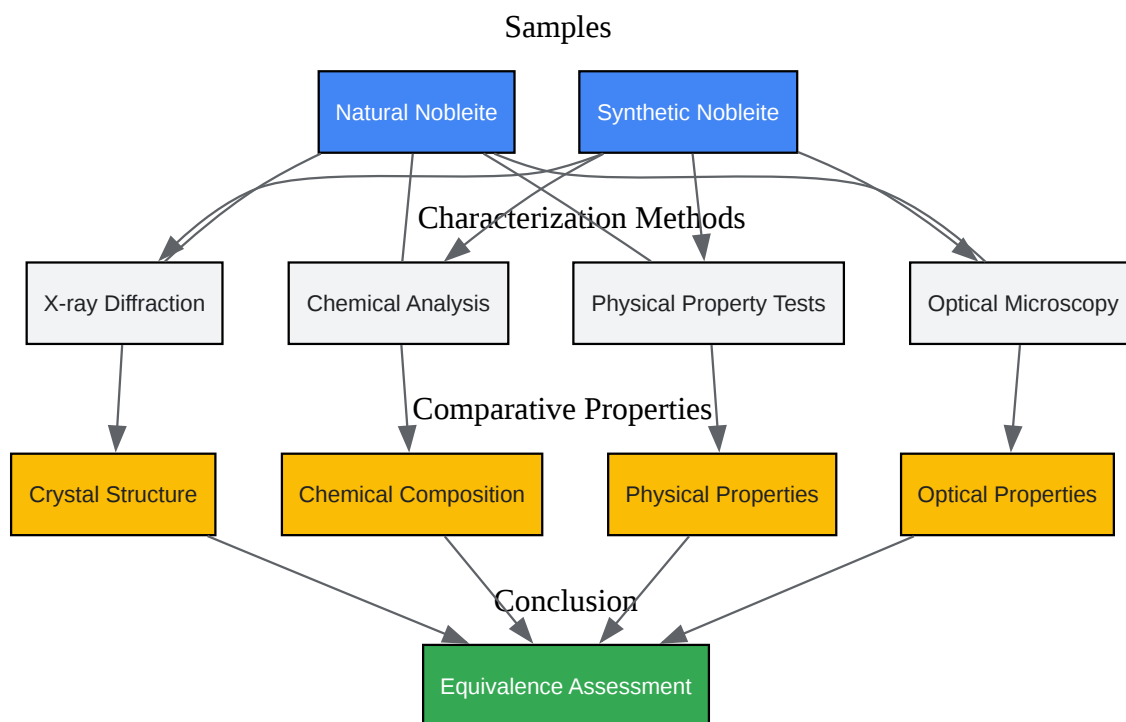 Samples
Natural Nobleite
Synthetic Nobleite
Characterization Methods
X-ray Diffraction
Chemical Analysis
Physical Property Tests
Optical Microscopy
Comparative Properties
Crystal Structure
Chemical Composition
Physical Properties
Optical Properties
Conclusion
Equivalence Assessment